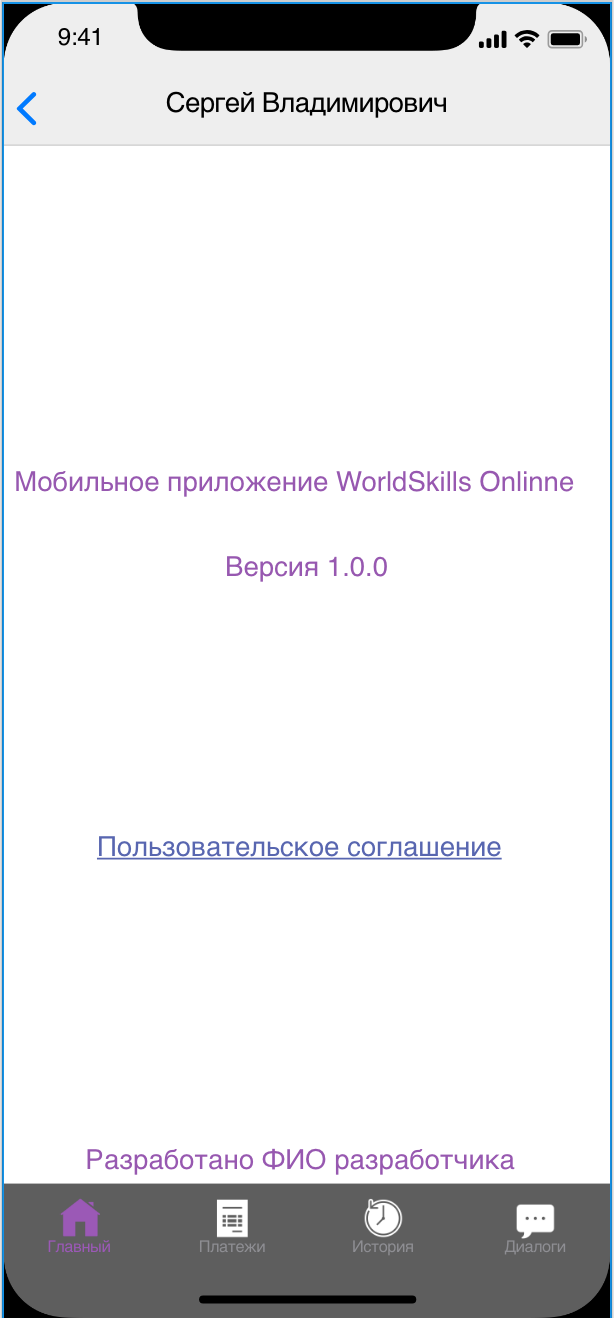 9:41
Сергей Владимирович
Мобильное приложение WorldSkills Onlinne
Версия 1.0.0
Пользовательское соглашение
Разработано ФИО разработчика
Главный Платежи История Диалоги